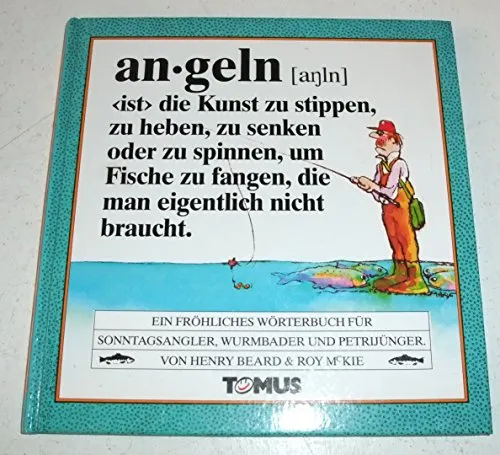 an•geln [aŋln]
‹ist› die Kunst zu stippen,
zu heben, zu senken
oder zu spinnen, um
Fische zu fangen, die
man eigentlich nicht
braucht.
EIN FRÖHLICHES WÖRTERBUCH FÜR
SONNTAGSANGLER, WURMBADER UND PETRIJÜNGER.
VON HENRY BEARD & ROY McKIE
TOMUS